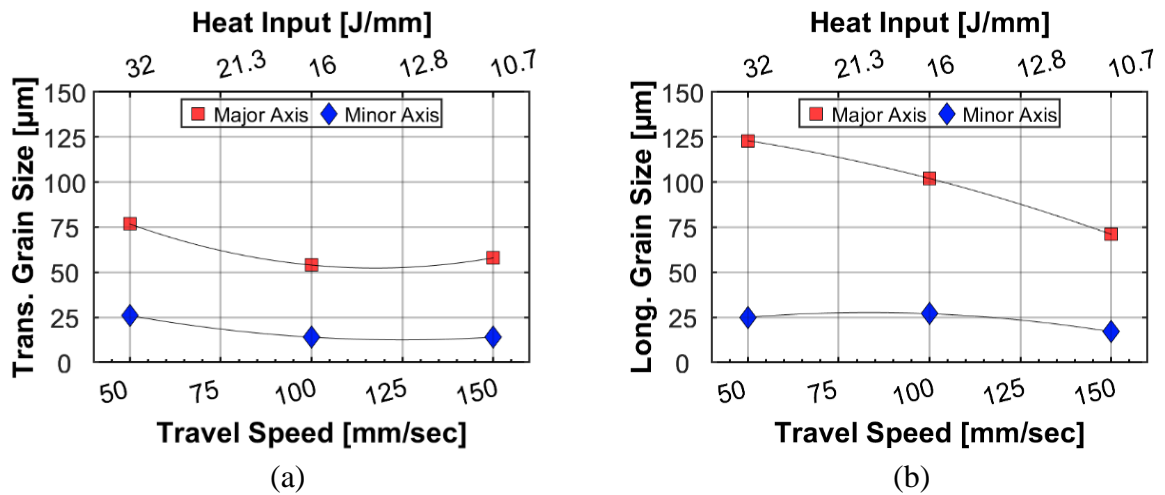 Heat Input [J/mm]
32 21.3 16 12.8 10.7
Trans. Grain Size [µm]
150
125
100
75
50
25
0
Major Axis Minor Axis
50 75 100 125 150
Travel Speed [mm/sec]
(a)
Heat Input [J/mm]
32 21.3 16 12.8 10.7
Long. Grain Size [µm]
150
125
100
75
50
25
0
Major Axis Minor Axis
50 75 100 125 150
Travel Speed [mm/sec]
(b)